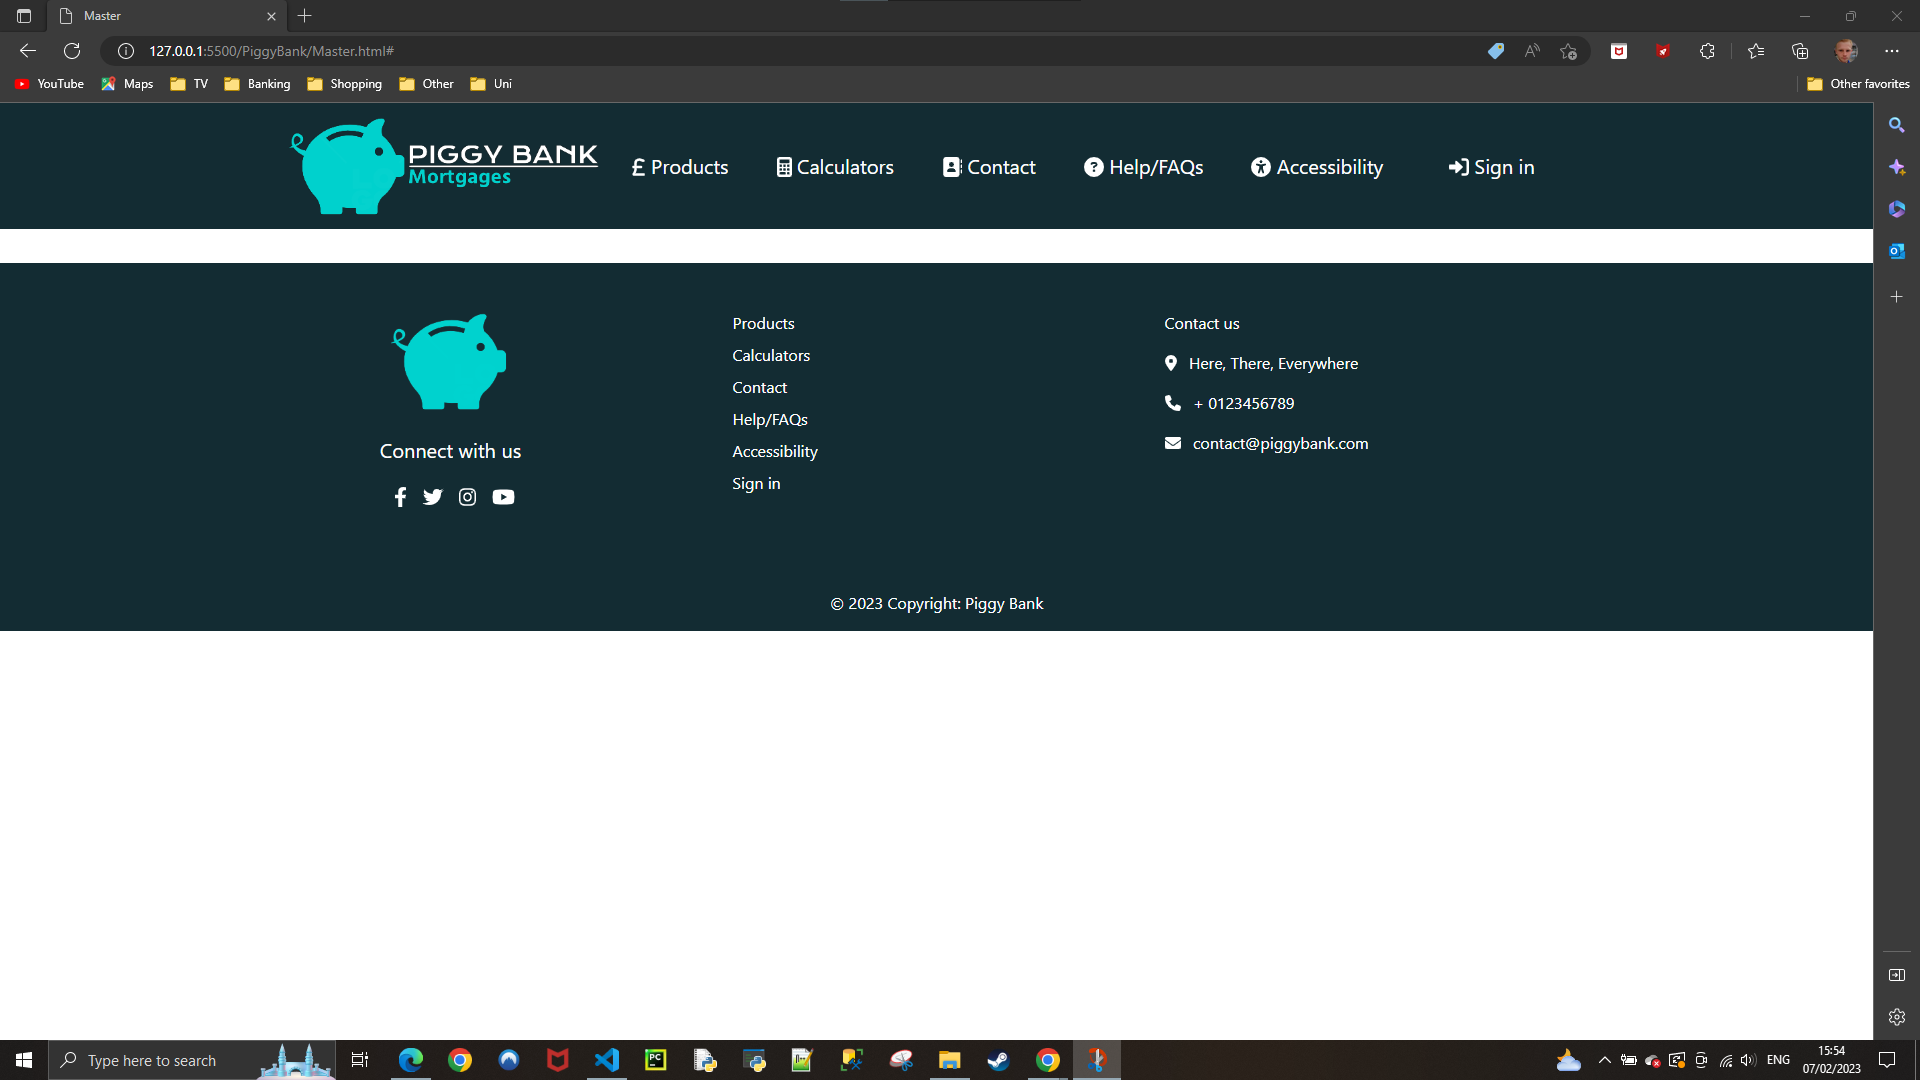 Master
127.0.0.1:5500/PiggyBank/Master.html#
YouTube Maps TV Banking Shopping Other Uni Other favorites
PIGGY BANK
Mortgages
£ Products Calculators Contact Help/FAQs Accessibility Sign in
Connect with us
Products
Calculators
Contact
Help/FAQs
Accessibility
Sign in
Contact us
Here, There, Everywhere
+ 0123456789
contact@piggybank.com
© 2023 Copyright: Piggy Bank
Type here to search
PC
ENG
15:54
07/02/2023